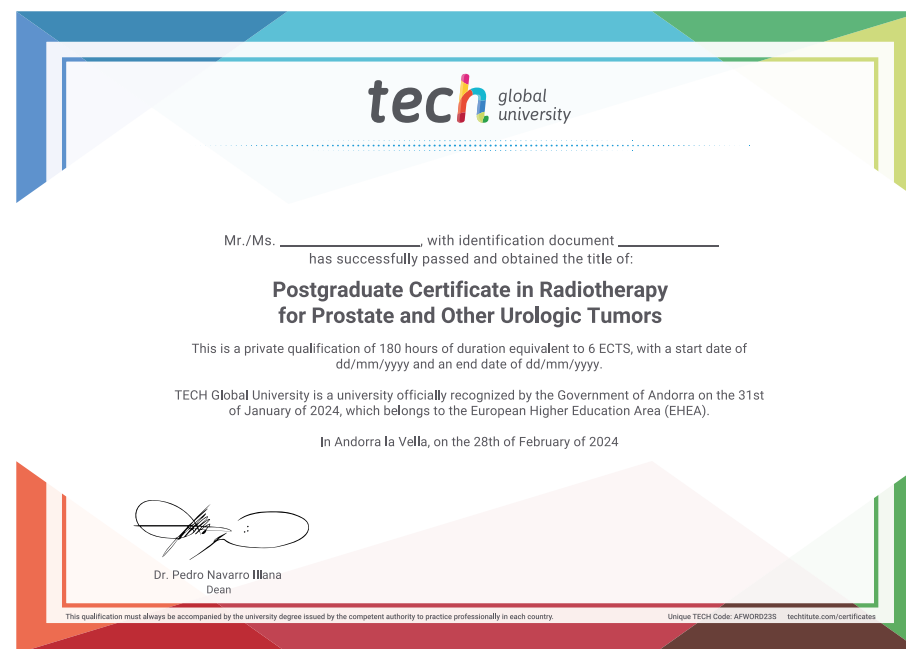 tech global
university
Mr./Ms. ____________, with identification document ____________
has successfully passed and obtained the title of:
Postgraduate Certificate in Radiotherapy
for Prostate and Other Urologic Tumors
This is a private qualification of 180 hours of duration equivalent to 6 ECTS, with a start date of
dd/mm/yyyy and an end date of dd/mm/yyyy.
TECH Global University is a university officially recognized by the Government of Andorra on the 31st
of January of 2024, which belongs to the European Higher Education Area (EHEA).
In Andorra la Vella, on the 28th of February of 2024
Dr. Pedro Navarro Illana
Dean
This qualification must always be accompanied by the university degree issued by the competent authority to practice professionally in each country.
Unique TECH Code: AFWORD23S techtitute.com/certificates